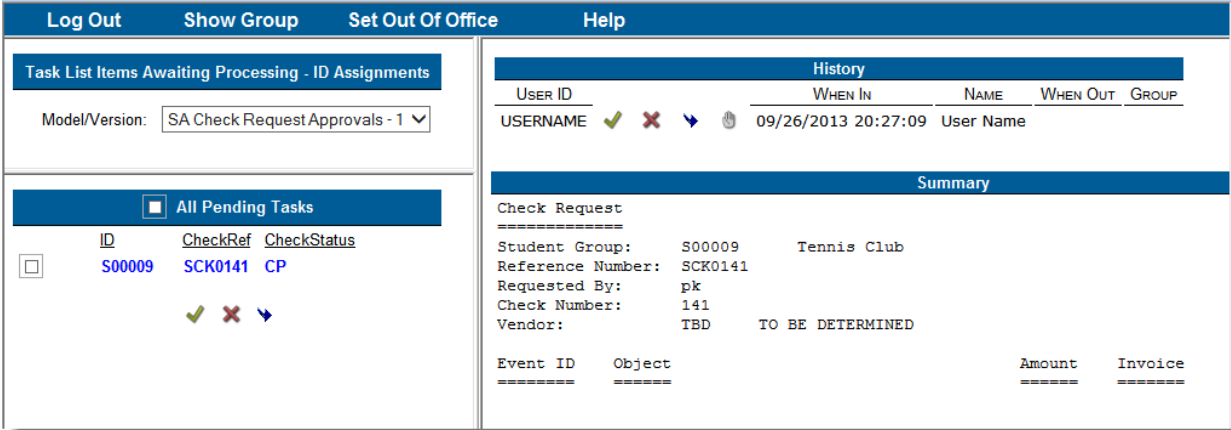 Log Out Show Group Set Out Of Office Help
Task List Items Awaiting Processing - ID Assignments
Model/Version: SA Check Request Approvals - 1
All Pending Tasks
ID CheckRef CheckStatus
S00009 SCK0141 CP
History
User ID When In Name When Out Group
USERNAME 09/26/2013 20:27:09 User Name
Summary
Check Request
=============
Student Group: S00009 Tennis Club
Reference Number: SCK0141
Requested By: pk
Check Number: 141
Vendor: TBD TO BE DETERMINED
Event ID Object Amount Invoice
======== ====== ====== =======